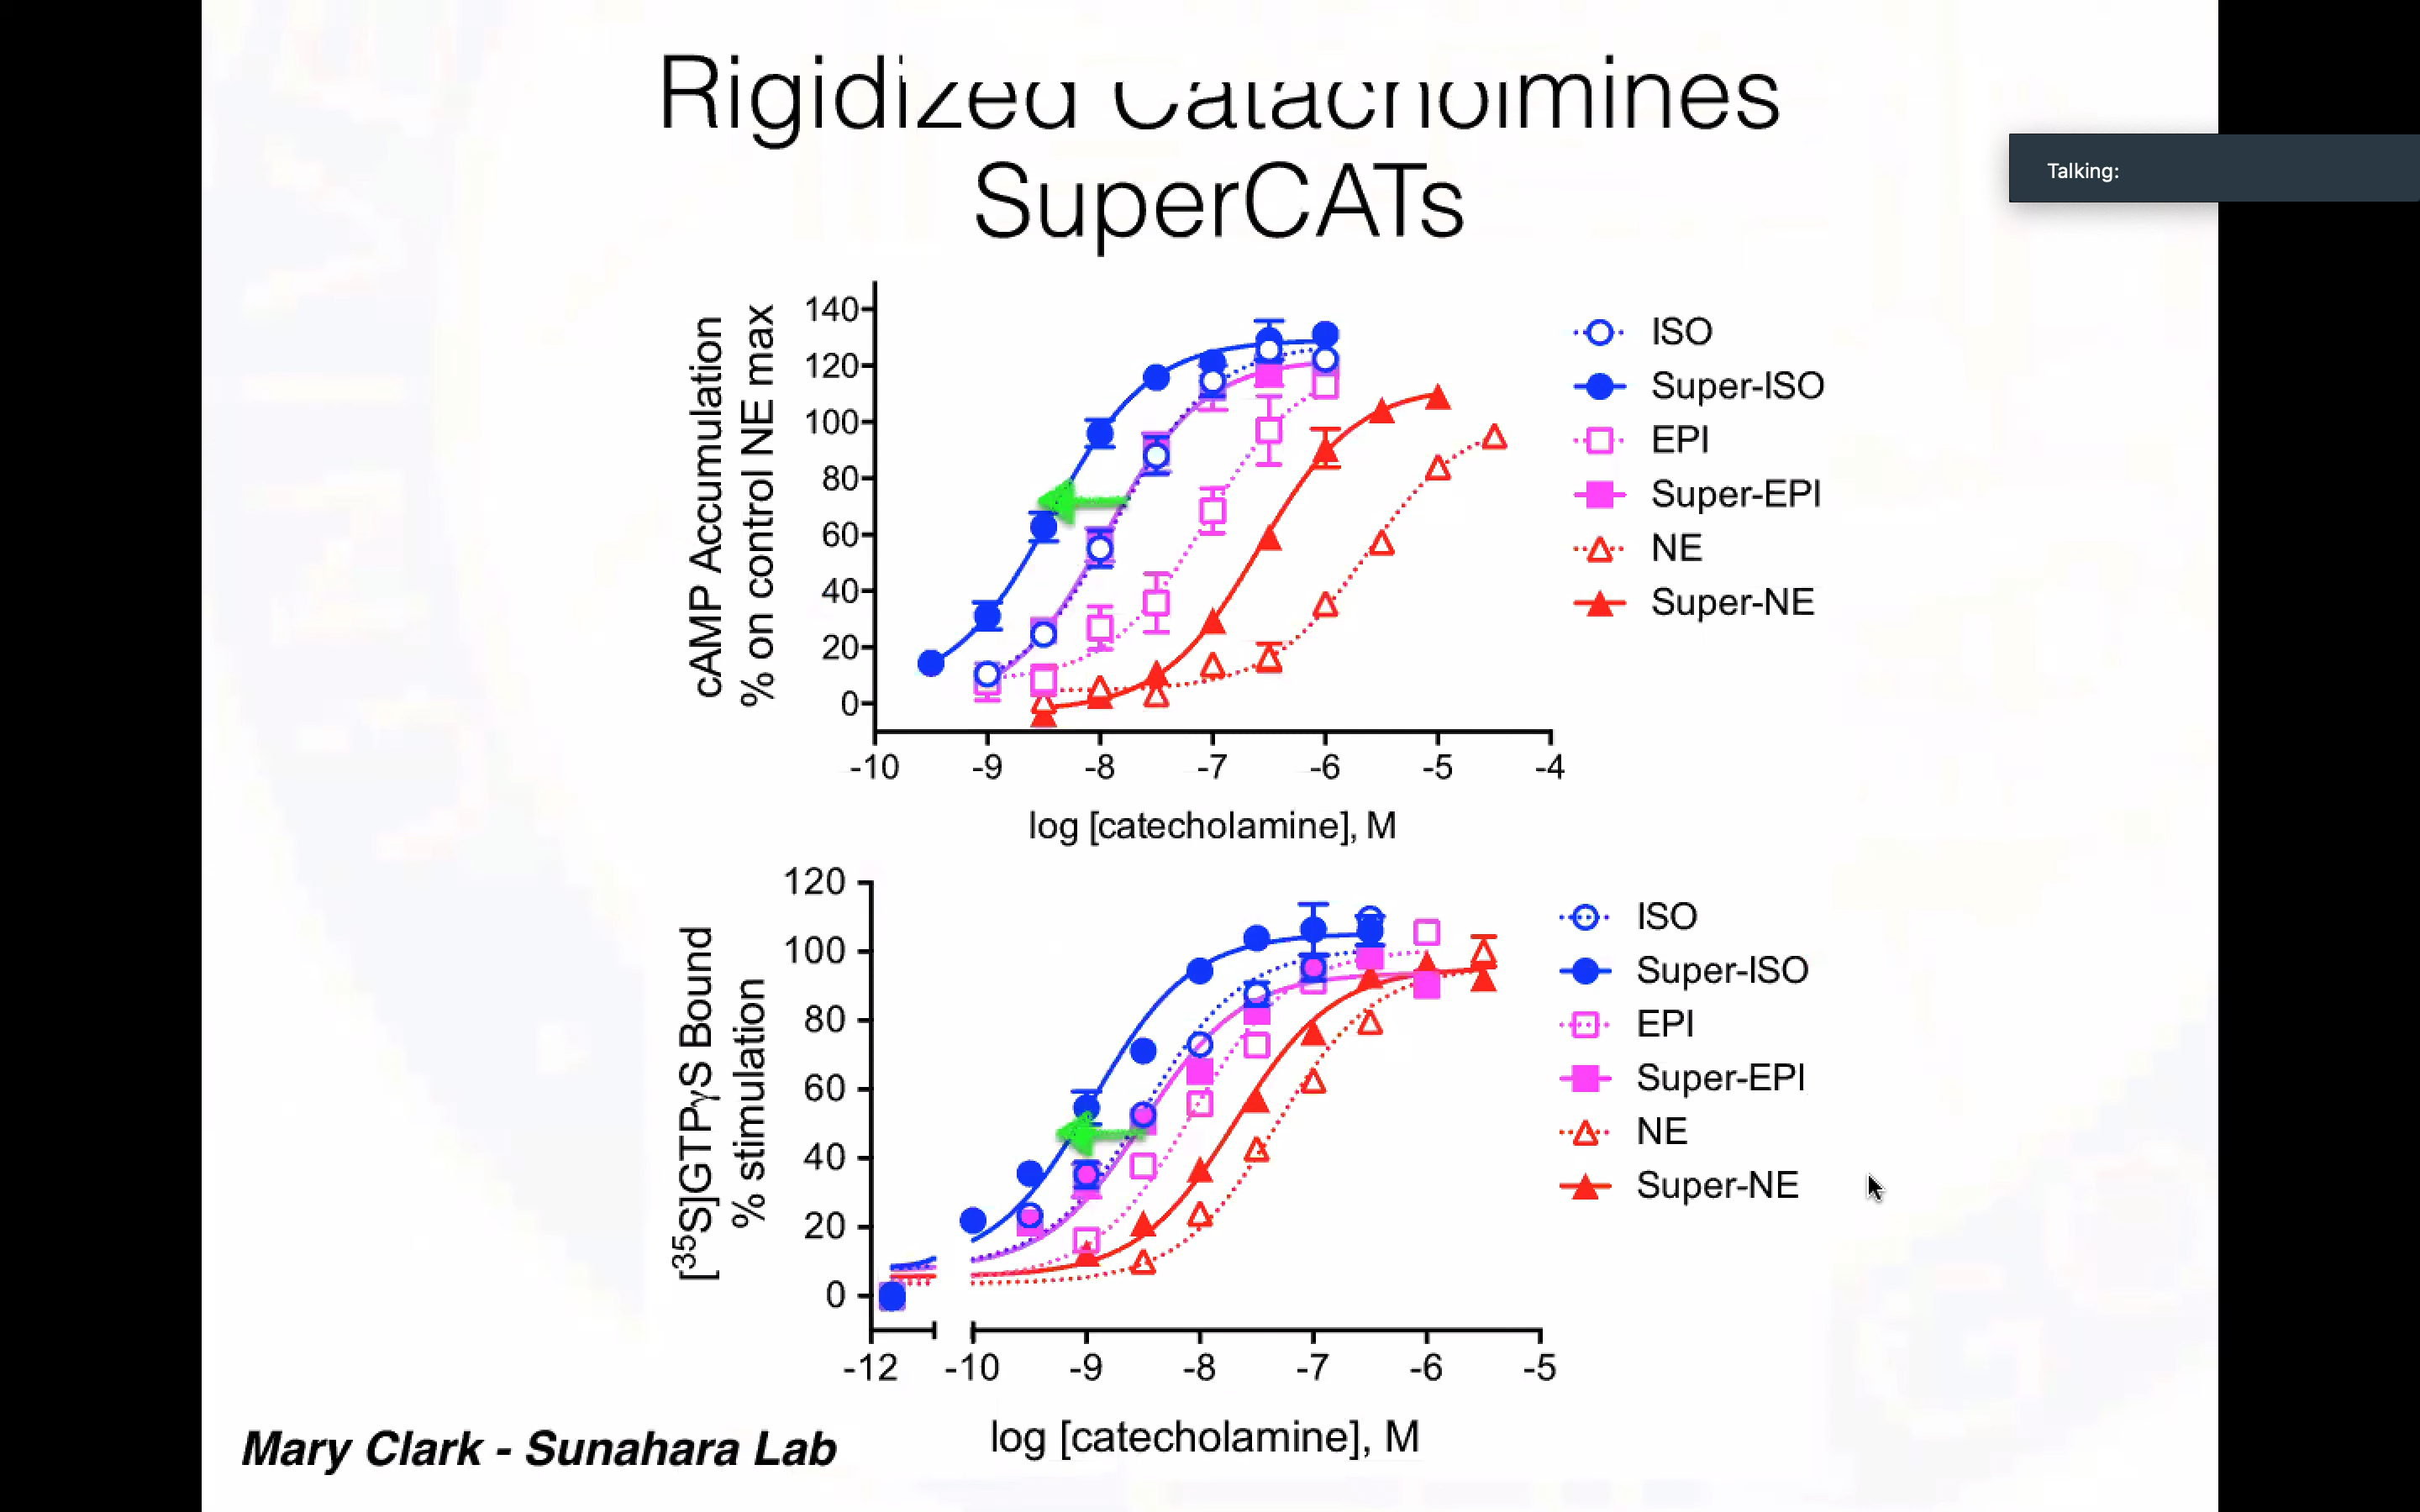 Rigidized Catacholmines
SuperCATs
Talking:
cAMP Accumulation
% on control NE max
140
120
100
80
60
40
20
0
-10 -9 -8 -7 -6 -5 -4
log [catecholamine], M
ISO
Super-ISO
EPI
Super-EPI
NE
Super-NE
[35S]GTPγS Bound
% stimulation
120
100
80
60
40
20
0
-12 -10 -9 -8 -7 -6 -5
log [catecholamine], M
ISO
Super-ISO
EPI
Super-EPI
NE
Super-NE
Mary Clark - Sunahara Lab